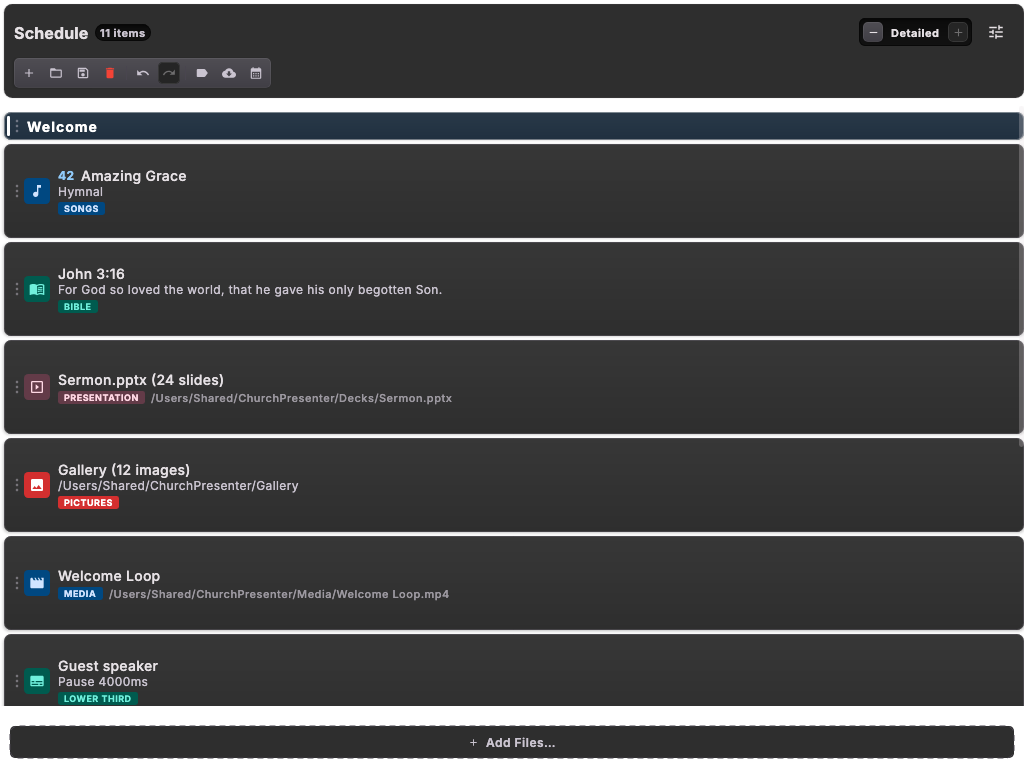 Schedule 11 items
Detailed
Welcome
42 Amazing Grace
Hymnal
SONGS
John 3:16
For God so loved the world, that he gave his only begotten Son.
BIBLE
Sermon.pptx (24 slides)
PRESENTATION /Users/Shared/ChurchPresenter/Decks/Sermon.pptx
Gallery (12 images)
/Users/Shared/ChurchPresenter/Gallery
PICTURES
Welcome Loop
MEDIA /Users/Shared/ChurchPresenter/Media/Welcome Loop.mp4
Guest speaker
Pause 4000ms
LOWER THIRD
+ Add Files...